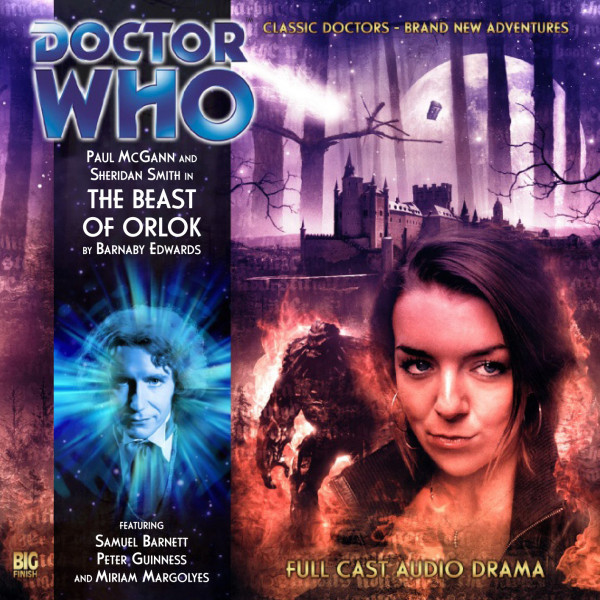 DOCTOR
WHO
CLASSIC DOCTORS - BRAND NEW ADVENTURES
PAUL MCGANN AND
SHERIDAN SMITH IN
THE BEAST
OF ORLOK
BY BARNABY EDWARDS
FEATURING
SAMUEL BARNETT
PETER GUINNESS
AND MIRIAM MARGOLYES
BIG
FINISH
FULL CAST AUDIO DRAMA